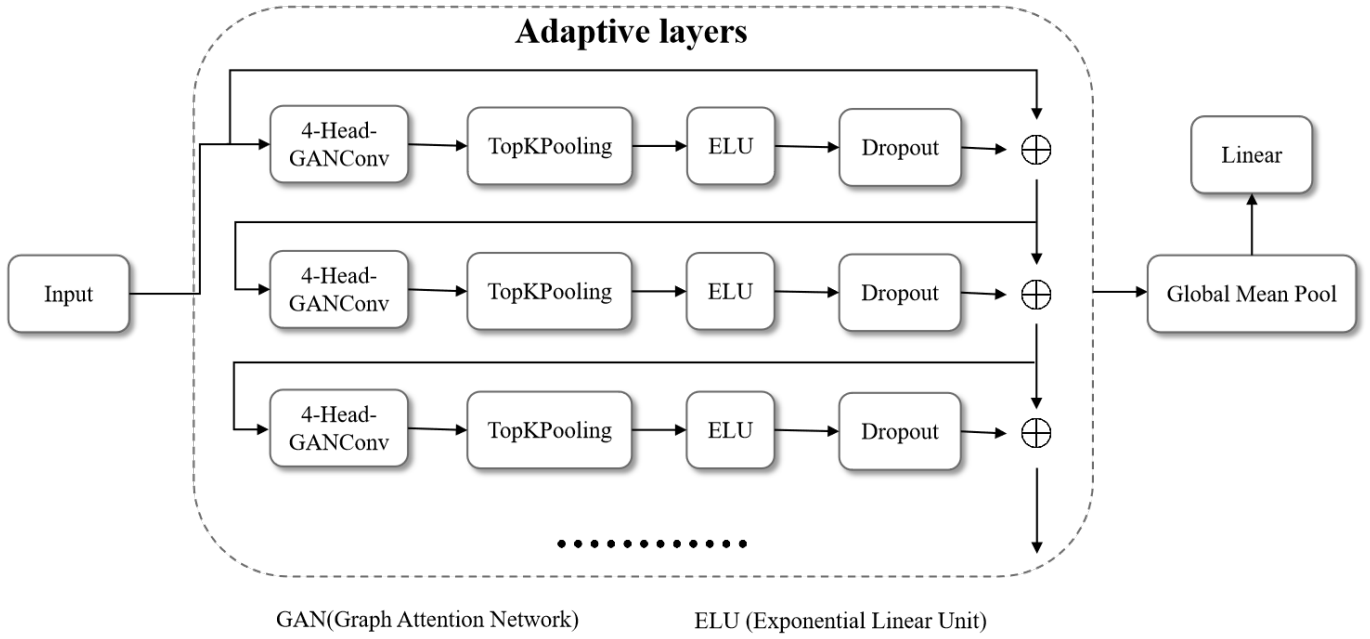 Adaptive layers
4-Head-
GANConv
TopKPooling
ELU
Dropout
Linear
Input
4-Head-
GANConv
TopKPooling
ELU
Dropout
Global Mean Pool
4-Head-
GANConv
TopKPooling
ELU
Dropout
GAN(Graph Attention Network)
ELU (Exponential Linear Unit)